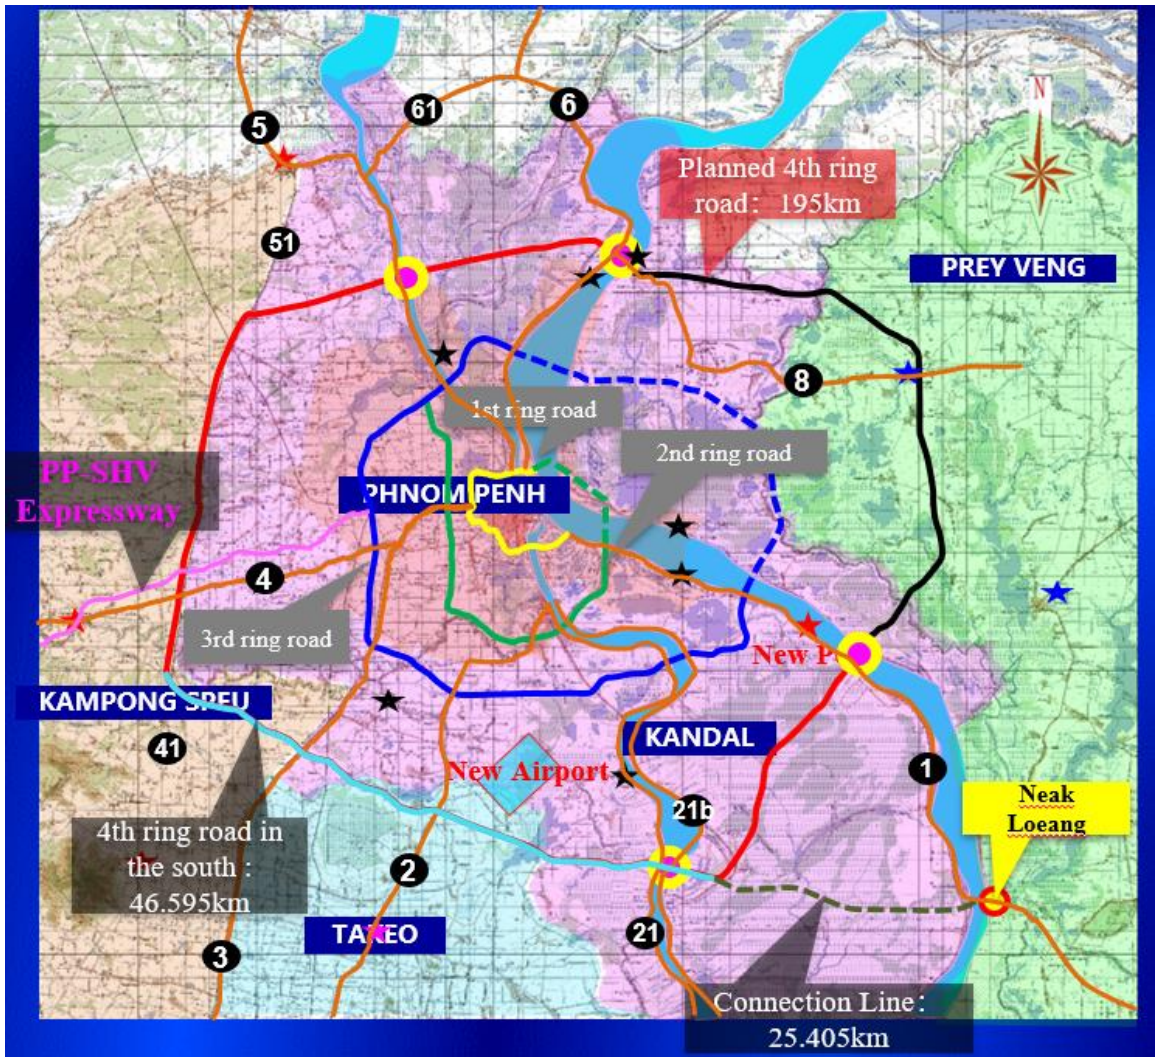 N
6
61
5
Planned 4th ring
road： 195km
51
PREY VENG
8
1st ring road
2nd ring road
PP-SHV
Expressway
PHNOM PENH
4
3rd ring road
New P
KAMPONG SPEU
41
KANDAL
New Airport
1
21b
Neak
Loeang
4th ring road in
the south :
46.595km
2
TAKEO
21
3
Connection Line：
25.405km